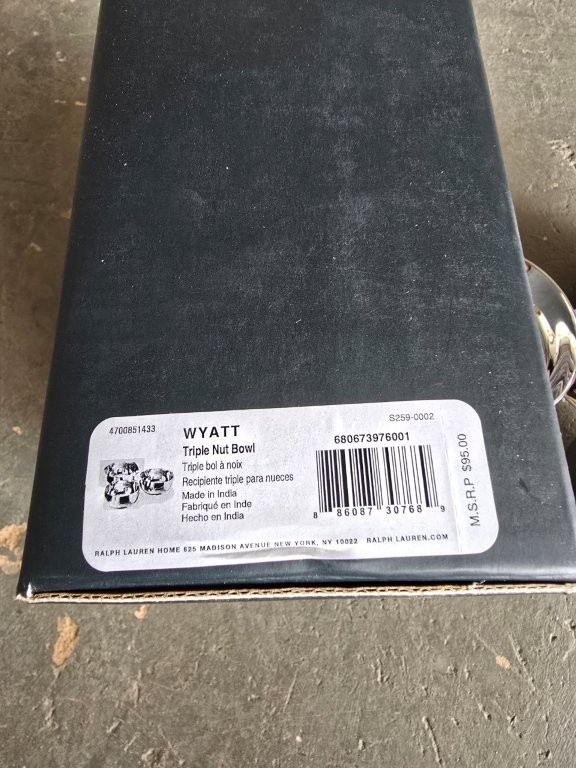 4700851433
WYATT
Triple Nut Bowl
Triple bol à noix
Recipiente triple para nueces
Made in India
Fabriqué en Inde
Hecho en India
S259-0002
680673976001
8 86087 30768 9
M.S.R.P $95.00
RALPH LAUREN HOME 625 MADISON AVENUE NEW YORK, NY 10022 RALPH LAUREN.COM